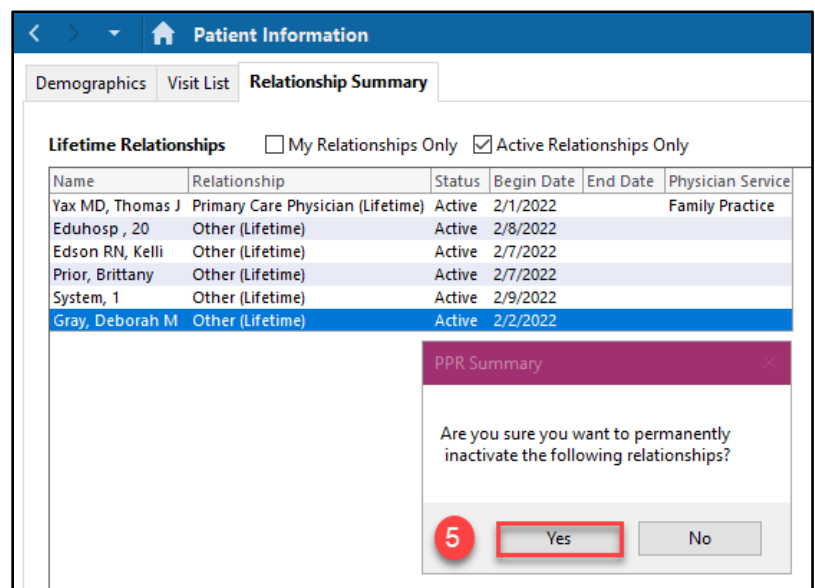 Patient Information
Demographics Visit List Relationship Summary
Lifetime Relationships My Relationships Only Active Relationships Only
Name Relationship Status Begin Date End Date Physician Service
Yax MD, Thomas J Primary Care Physician (Lifetime) Active 2/1/2022 Family Practice
Eduhosp , 20 Other (Lifetime) Active 2/8/2022
Edson RN, Kelli Other (Lifetime) Active 2/7/2022
Prior, Brittany Other (Lifetime) Active 2/7/2022
System, 1 Other (Lifetime) Active 2/9/2022
Gray, Deborah M Other (Lifetime) Active 2/2/2022
PPR Summary
Are you sure you want to permanently
inactivate the following relationships?
5 Yes No